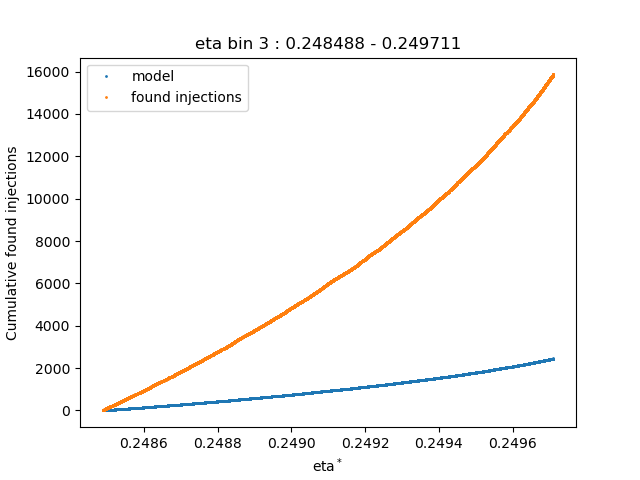 eta bin 3 : 0.248488 - 0.249711
model
found injections
Cumulative found injections
16000
14000
12000
10000
8000
6000
4000
2000
0
0.2486 0.2488 0.2490 0.2492 0.2494 0.2496
eta*